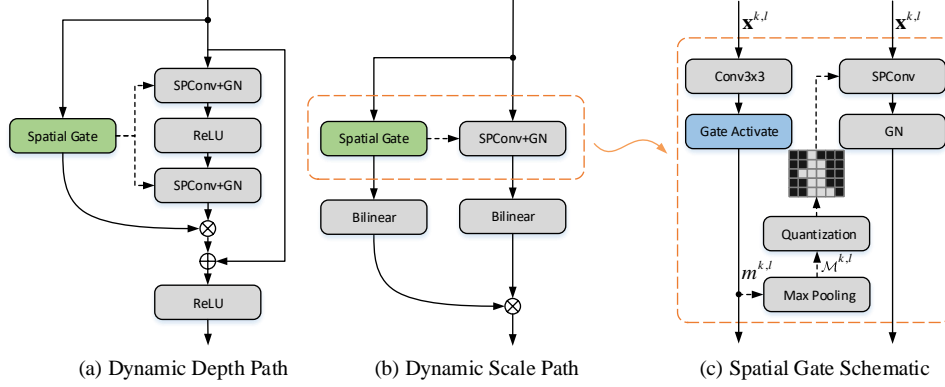 SPConv+GN
Spatial Gate
ReLU
SPConv+GN
ReLU
(a) Dynamic Depth Path
Spatial Gate
SPConv+GN
Bilinear
Bilinear
(b) Dynamic Scale Path
x^{k,l}
x^{k,l}
Conv3x3
SPConv
Gate Activate
GN
Quantization
m^{k,l}
M^{k,l}
Max Pooling
(c) Spatial Gate Schematic